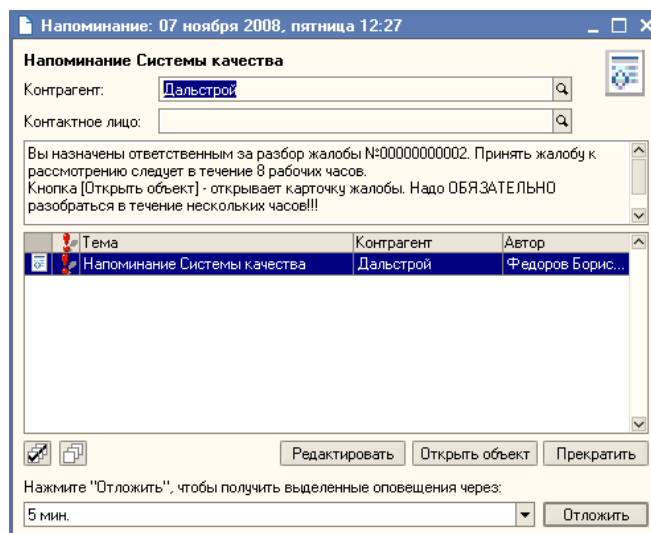 Напоминание: 07 ноября 2008, пятница 12:27
Напоминание Системы качества
Контрагент: Дальстрой
Контактное лицо:
Вы назначены ответственным за разбор жалобы №00000000002. Принять жалобу к
рассмотрению следует в течение 8 рабочих часов.
Кнопка [Открыть объект] - открывает карточку жалобы. Надо ОБЯЗАТЕЛЬНО
разобраться в течение нескольких часов!!!
Тема Контрагент Автор
Напоминание Системы качества Дальстрой Федоров Борис...
Редактировать Открыть объект Прекратить
Нажмите "Отложить", чтобы получить выделенные оповещения через:
5 мин. Отложить